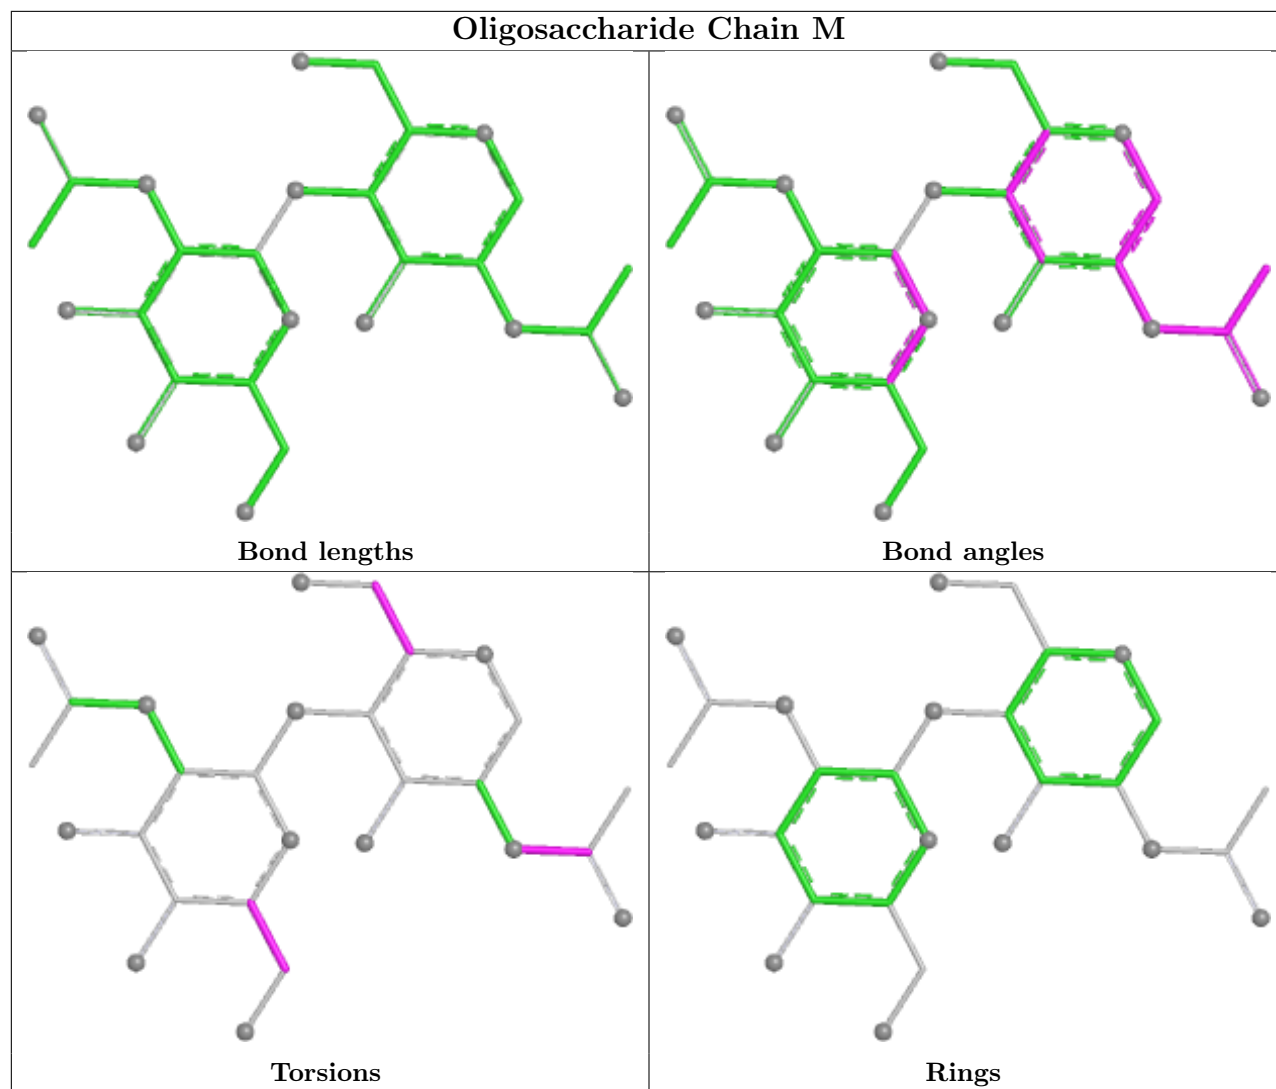 Oligosaccharide Chain M
Bond lengths
Bond angles
Torsions
Rings